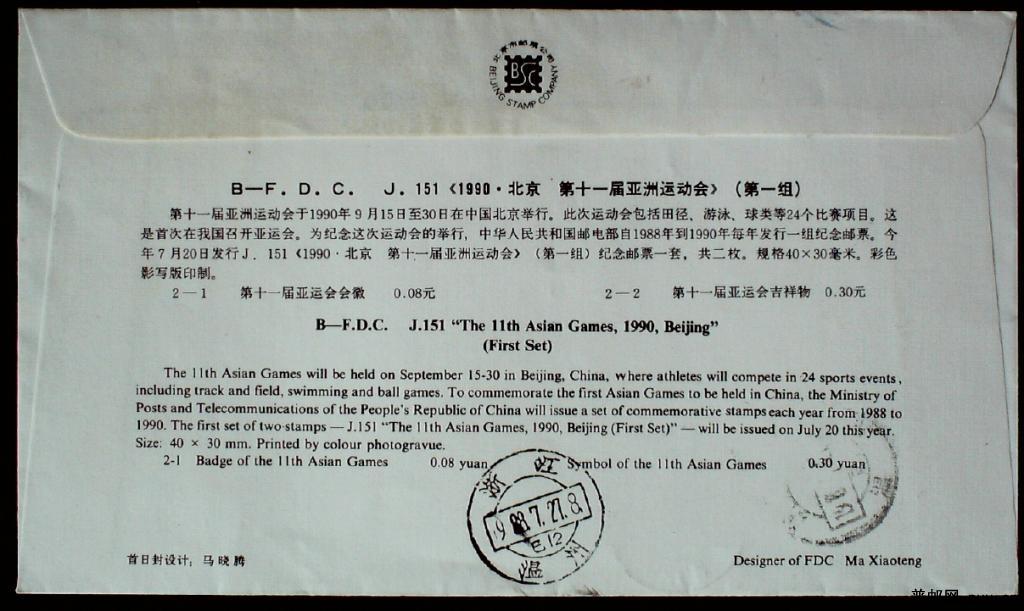 北京市邮票公司
BSC
BEIJING STAMP COMPANY
B—F. D. C.　J. 151《1990·北京　第十一届亚洲运动会》（第一组）
第十一届亚洲运动会于1990年9月15日至30日在中国北京举行。此次运动会包括田径、游泳、球类等24个比赛项目。这
是首次在我国召开亚运会。为纪念这次运动会的举行，中华人民共和国邮电部自1988年到1990年每年发行一组纪念邮票。今
年7月20日发行J．151《1990·北京　第十一届亚洲运动会》（第一组）纪念邮票一套，共二枚。规格40×30毫米。彩色
影写版印制。
2—1　第十一届亚运会会徽　0.08元　2—2　第十一届亚运会吉祥物　0.30元
B—F.D.C.　J.151 “The 11th Asian Games, 1990, Beijing”
(First Set)
The 11th Asian Games will be held on September 15-30 in Beijing, China, where athletes will compete in 24 sports events,
including track and field, swimming and ball games. To commemorate the first Asian Games to be held in China, the Ministry of
Posts and Telecommunications of the People's Republic of China will issue a set of commemorative stamps each year from 1988 to
1990. The first set of two stamps — J.151 “The 11th Asian Games, 1990, Beijing (First Set)” — will be issued on July 20 this year.
Size: 40 × 30 mm. Printed by colour photogravue.
2-1 Badge of the 11th Asian Games 0.08 yuan Symbol of the 11th Asian Games 0.30 yuan
浙江
7.27.8
温
首日封设计：马晓腾
Designer of FDC Ma Xiaoteng